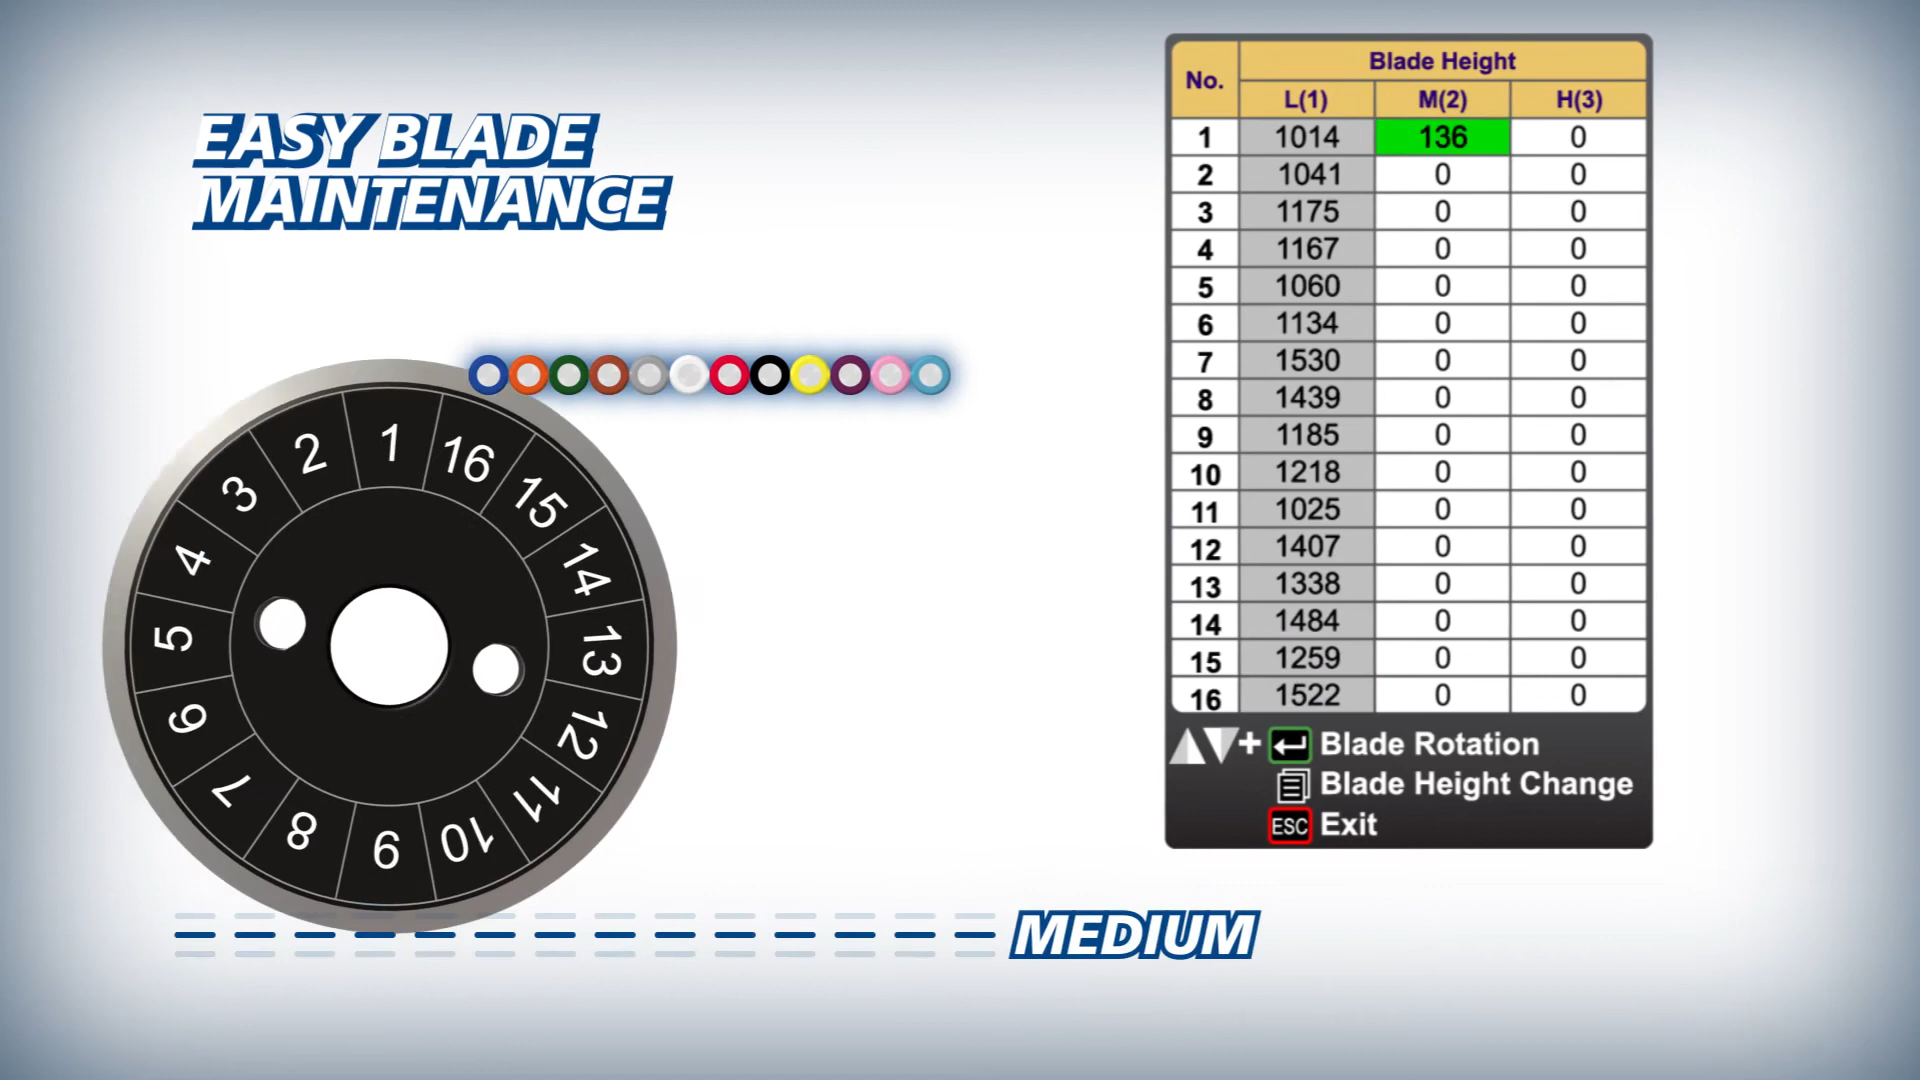 EASY BLADE
MAINTENANCE
No. Blade Height
L(1) M(2) H(3)
1 1014 136 0
2 1041 0 0
3 1175 0 0
4 1167 0 0
5 1060 0 0
6 1134 0 0
7 1530 0 0
8 1439 0 0
9 1185 0 0
10 1218 0 0
11 1025 0 0
12 1407 0 0
13 1338 0 0
14 1484 0 0
15 1259 0 0
16 1522 0 0
+ Blade Rotation
Blade Height Change
ESC Exit
1
2
3
4
5
6
7
8
9
10
11
12
13
14
15
16
MEDIUM